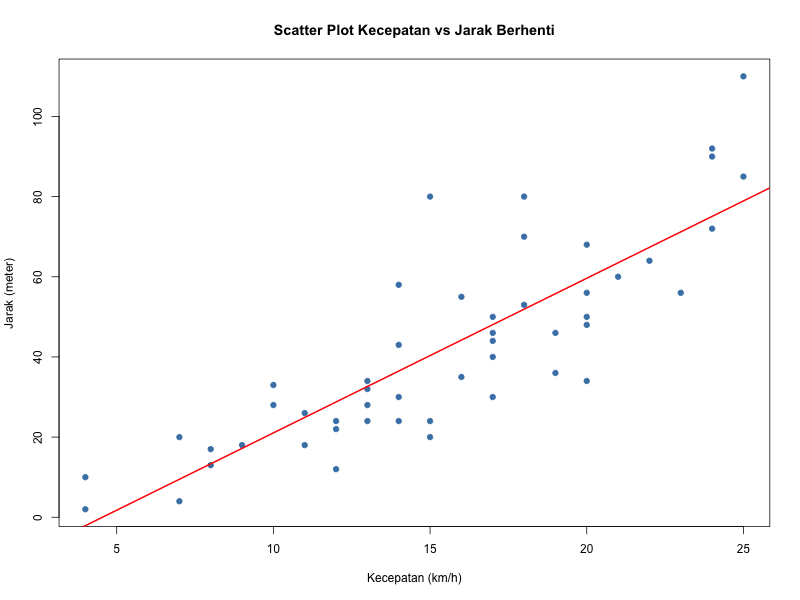 Scatter Plot Kecepatan vs Jarak Berhenti
Jarak (meter)
100
80
60
40
20
0
5 10 15 20 25
Kecepatan (km/h)